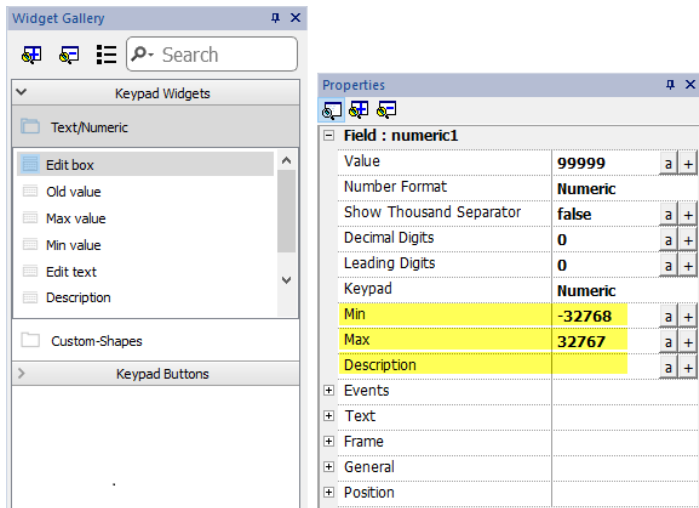 Widget Gallery
Search
Keypad Widgets
Text/Numeric
Edit box
Old value
Max value
Min value
Edit text
Description
Custom-Shapes
Keypad Buttons
Properties
Field : numeric1
Value 99999 a +
Number Format Numeric
Show Thousand Separator false a +
Decimal Digits 0 a +
Leading Digits 0 a +
Keypad Numeric
Min -32768 a +
Max 32767 a +
Description a +
Events
Text
Frame
General
Position